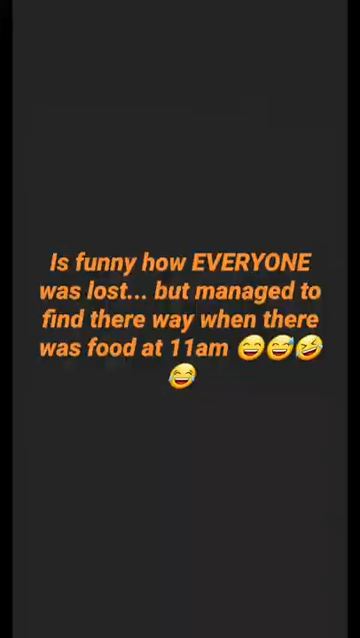 Is funny how EVERYONE
was lost... but managed to
find there way when there
was food at 11am 😄😅🤣
😂